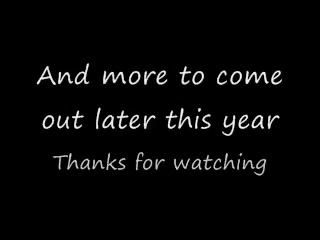 And more to come
out later this year
Thanks for watching